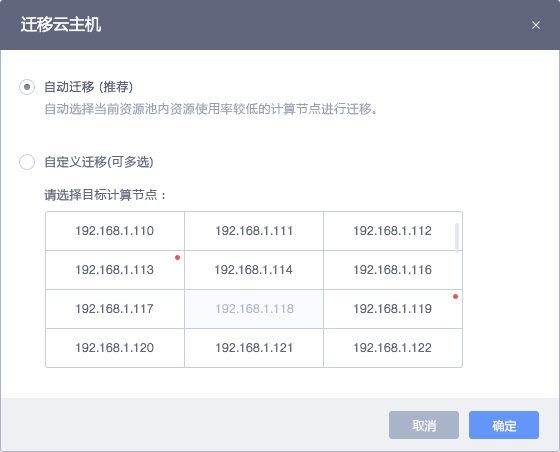 迁移云主机
自动迁移 (推荐)
自动选择当前资源池内资源使用率较低的计算节点进行迁移。
自定义迁移(可多选)
请选择目标计算节点：
192.168.1.110 192.168.1.111 192.168.1.112
192.168.1.113 192.168.1.114 192.168.1.116
192.168.1.117 192.168.1.118 192.168.1.119
192.168.1.120 192.168.1.121 192.168.1.122
取消 确定